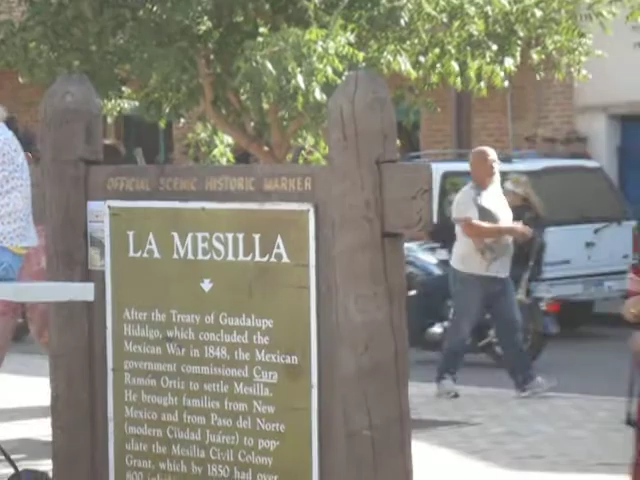 OFFICIAL SCENIC HISTORIC MARKER
LA MESILLA
After the Treaty of Guadalupe
Hidalgo, which concluded the
Mexican War in 1848, the Mexican
government commissioned Cura
Ramón Ortiz to settle Mesilla.
He brought families from New
Mexico and from Paso del Norte
(modern Ciudad Juárez) to pop-
ulate the Mesilla Civil Colony
Grant, which by 1850 had over
800